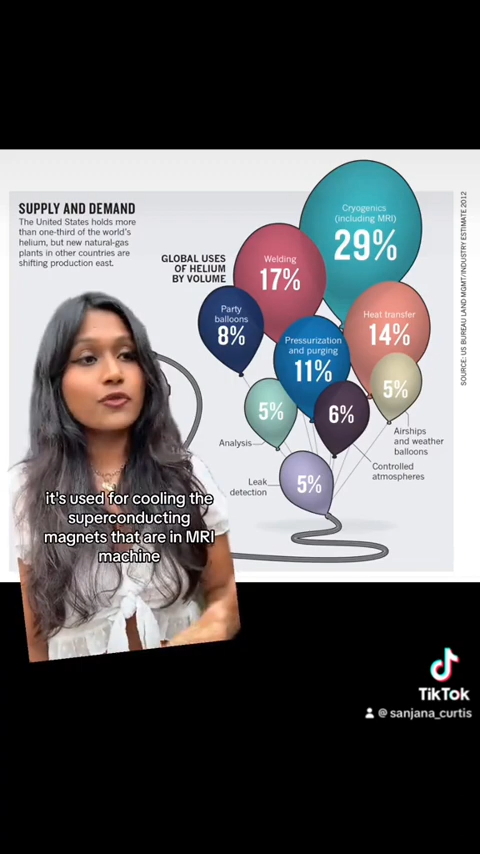 SUPPLY AND DEMAND
The United States holds more
than one-third of the world's
helium, but new natural-gas
plants in other countries are
shifting production east.
GLOBAL USES
OF HELIUM
BY VOLUME
Cryogenics
(including MRI)
29%
Welding
17%
Party
balloons
8%
Heat transfer
14%
Pressurization
and purging
11%
5%
Airships
and weather
balloons
5%
Analysis
6%
Controlled
atmospheres
Leak
detection
5%
SOURCE: US BUREAU LAND MGMT/INDUSTRY ESTIMATE 2012
it's used for cooling the
superconducting
magnets that are in MRI
machine
TikTok
@ sanjana_curtis